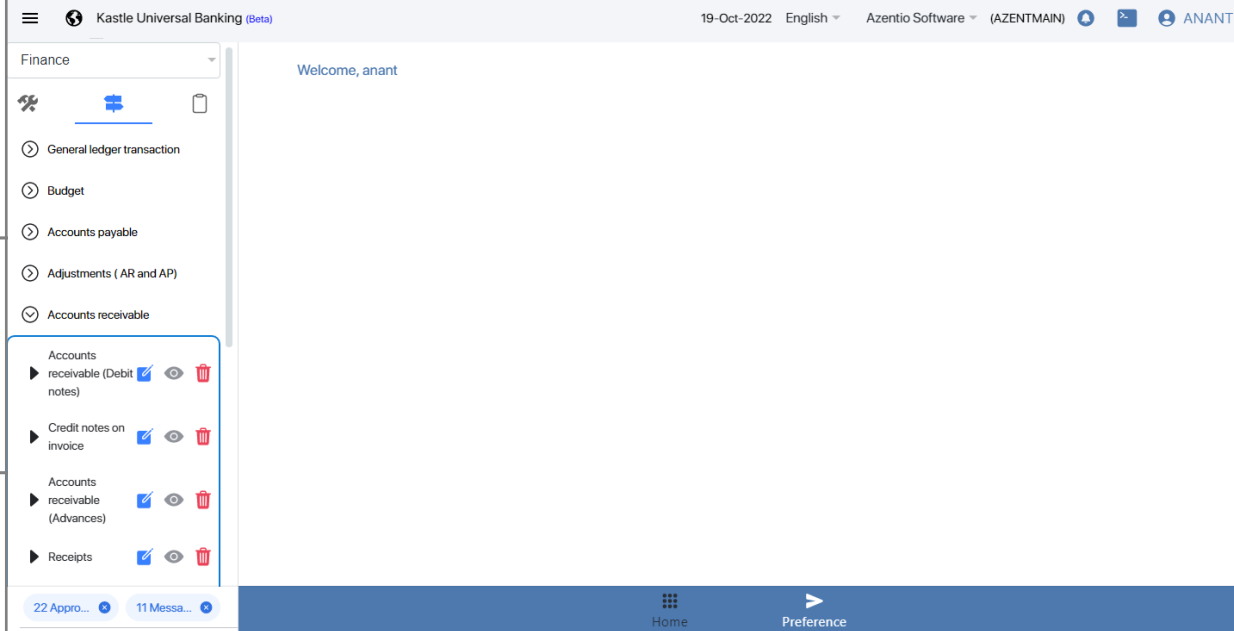 Kastle Universal Banking (Beta)
19-Oct-2022 English Azentio Software (AZENTMAIN) ANANT
Finance
Welcome, anant
General ledger transaction
Budget
Accounts payable
Adjustments ( AR and AP)
Accounts receivable
Accounts
receivable (Debit
notes)
Credit notes on
invoice
Accounts
receivable
(Advances)
Receipts
22 Appro...
11 Messa...
Home
Preference